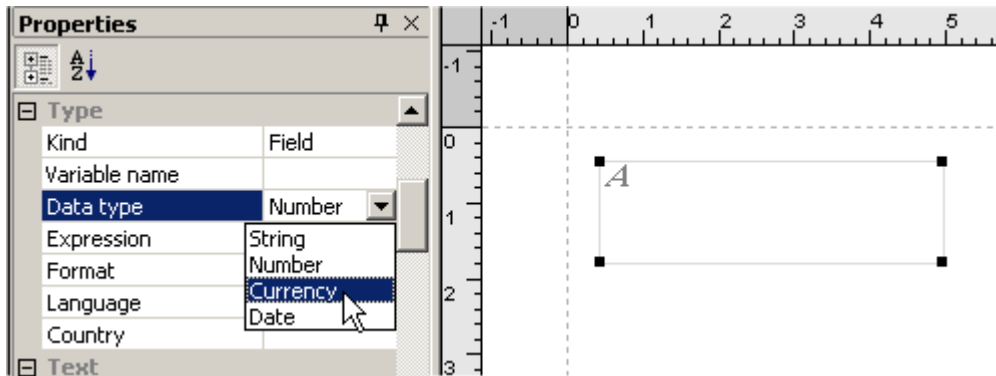 Properties
-1 0 1 2 3 4 5
A
Z
-1
Type
Kind Field
0
Variable name
A
Data type Number
1
Expression
String
Format
Number
Language
Currency
2
Date
Country
Text
3